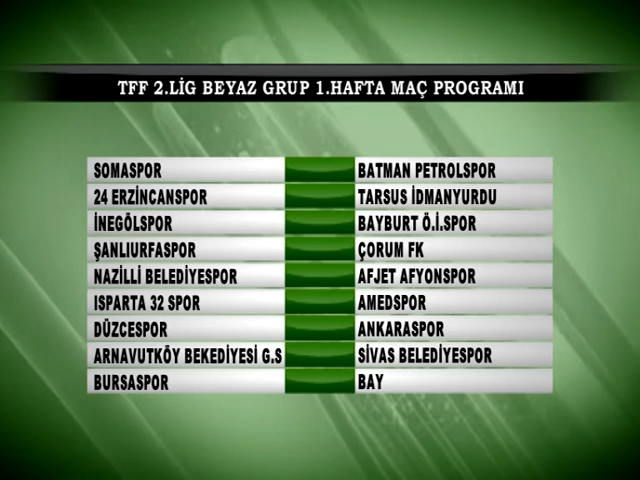 TFF 2.LİG BEYAZ GRUP 1.HAFTA MAÇ PROGRAMI
SOMASPOR BATMAN PETROLSPOR
24 ERZİNCANSPOR TARSUS İDMANYURDU
İNEGÖLSPOR BAYBURT Ö.İ.SPOR
ŞANLIURFASPOR ÇORUM FK
NAZİLLİ BELEDİYESPOR AFJET AFYONSPOR
ISPARTA 32 SPOR AMEDSPOR
DÜZCESPOR ANKARASPOR
ARNAVUTKÖY BEKEDİYESİ G.S SİVAS BELEDİYESPOR
BURSASPOR BAY